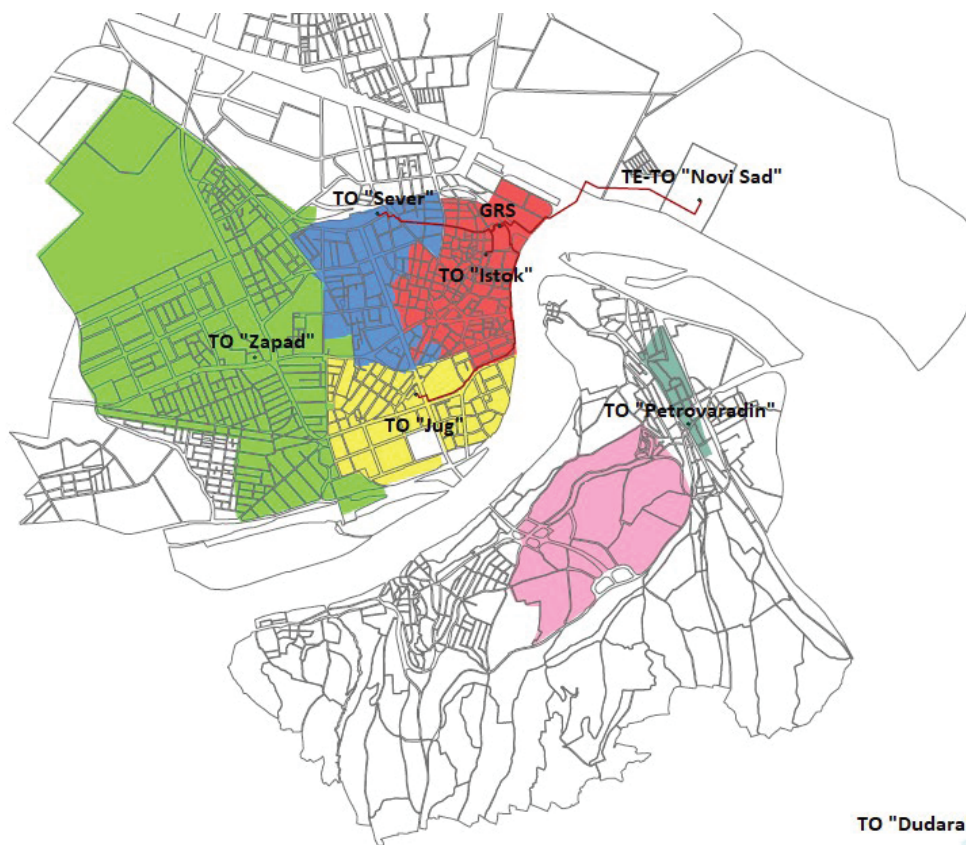 TE-TO "Novi Sad"
TO "Sever"
GRS
TO "Istok"
TO "Zapad"
TO "Petrovaradin"
TO "Jug"
TO "Dudara